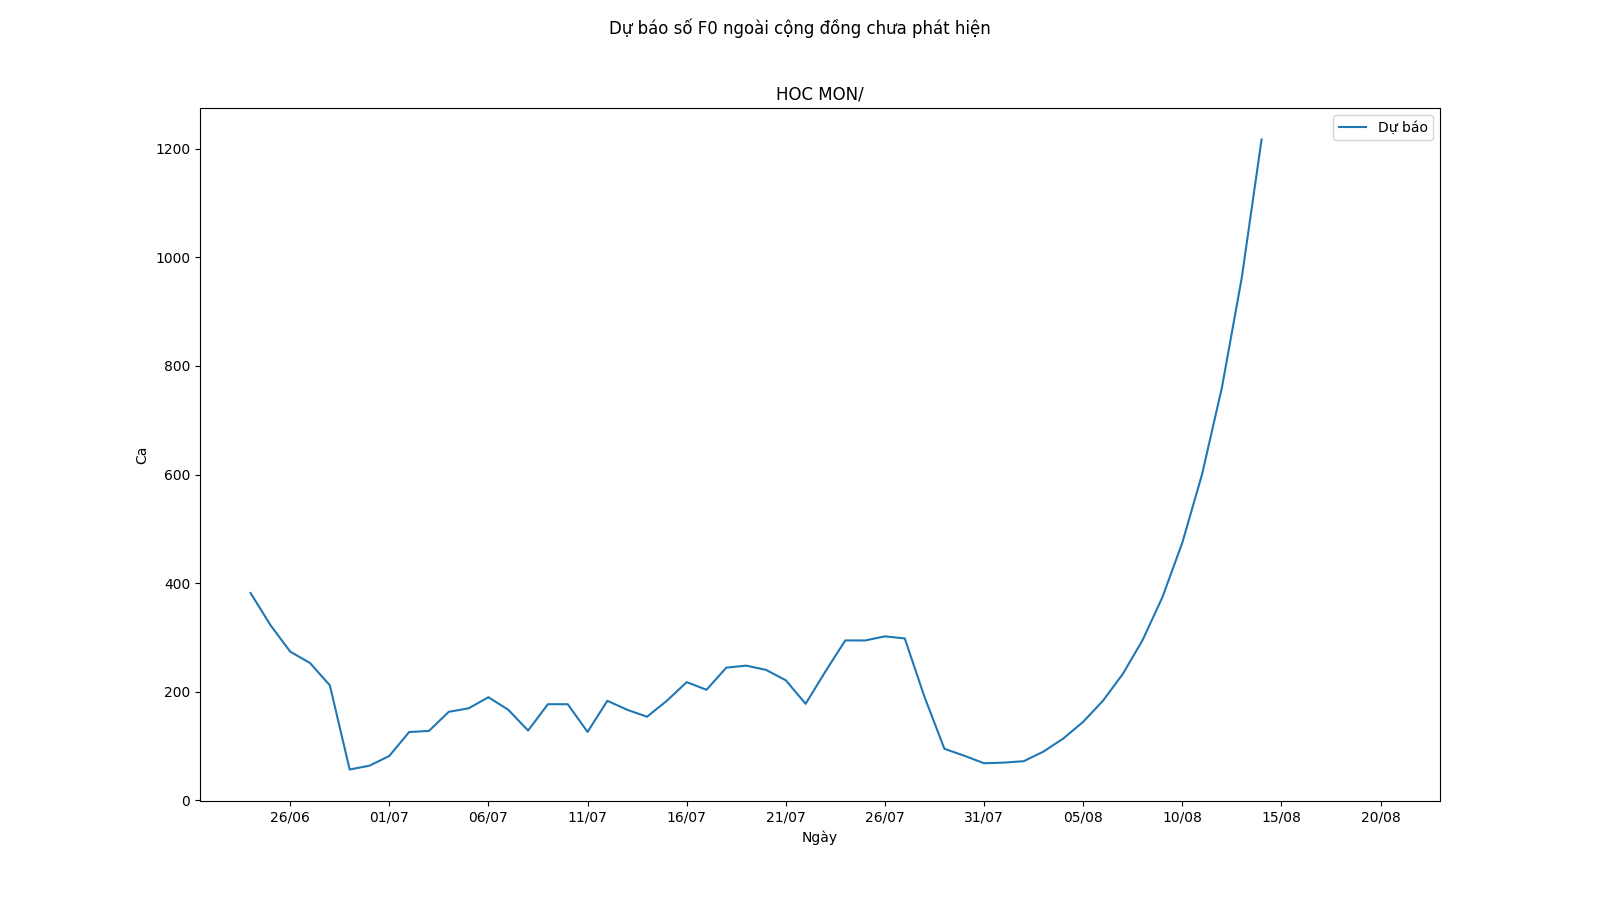 Dự báo số F0 ngoài cộng đồng chưa phát hiện
HOC MON/
Dự báo
1200
1000
800
600
400
200
0
Ca
26/06 01/07 06/07 11/07 16/07 21/07 26/07 31/07 05/08 10/08 15/08 20/08
Ngày